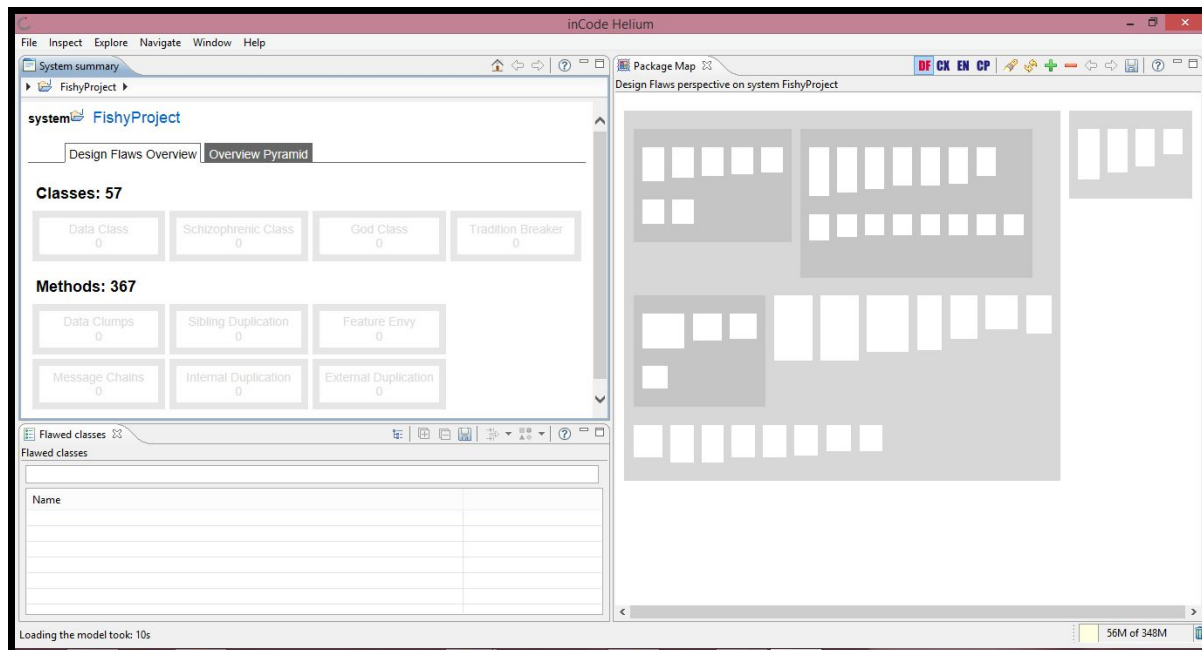 inCode Helium
File Inspect Explore Navigate Window Help
System summary
FishyProject
system FishyProject
Design Flaws Overview Overview Pyramid
Classes: 57
Data Class Schizophrenic Class God Class Tradition Breaker
0 0 0 0
Methods: 367
Data Clumps Sibling Duplication Feature Envy
0 0 0
Message Chains Internal Duplication External Duplication
0 0 0
Flawed classes
Flawed classes
Name
Package Map DF CX EN CP
Design Flaws perspective on system FishyProject
Loading the model took: 10s
56M of 348M